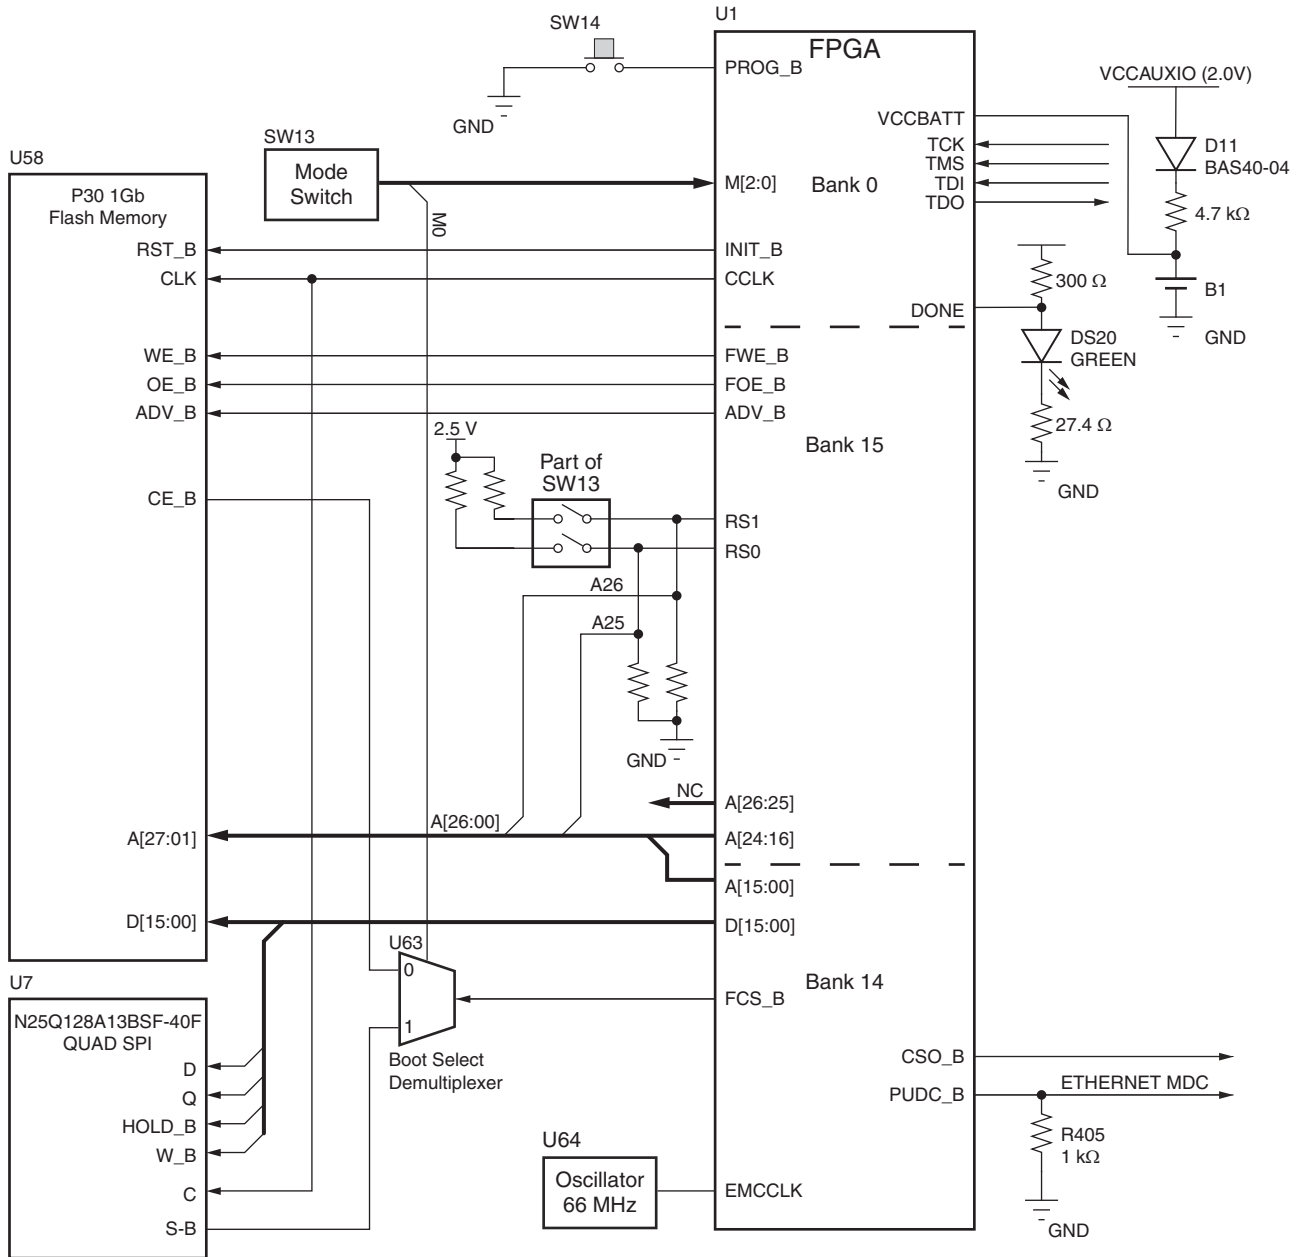 SW14
U1
FPGA
PROG_B
GND
VCCAUXIO (2.0V)
VCCBATT
TCK
TMS
TDI
TDO
D11
BAS40-04
4.7 kΩ
B1
GND
SW13
Mode
Switch
M[2:0]
Bank 0
M0
U58
P30 1Gb
Flash Memory
RST_B
INIT_B
CLK
CCLK
300 Ω
DONE
DS20
GREEN
27.4 Ω
GND
WE_B
FWE_B
OE_B
FOE_B
ADV_B
ADV_B
2.5 V
Bank 15
Part of
SW13
CE_B
RS1
RS0
A26
A25
GND
NC
A[26:25]
A[26:00]
A[27:01]
A[24:16]
A[15:00]
D[15:00]
D[15:00]
U63
0
1
Boot Select
Demultiplexer
Bank 14
FCS_B
U7
N25Q128A13BSF-40F
QUAD SPI
D
Q
HOLD_B
W_B
C
S-B
CSO_B
PUDC_B
ETHERNET MDC
R405
1 kΩ
GND
U64
Oscillator
66 MHz
EMCCLK